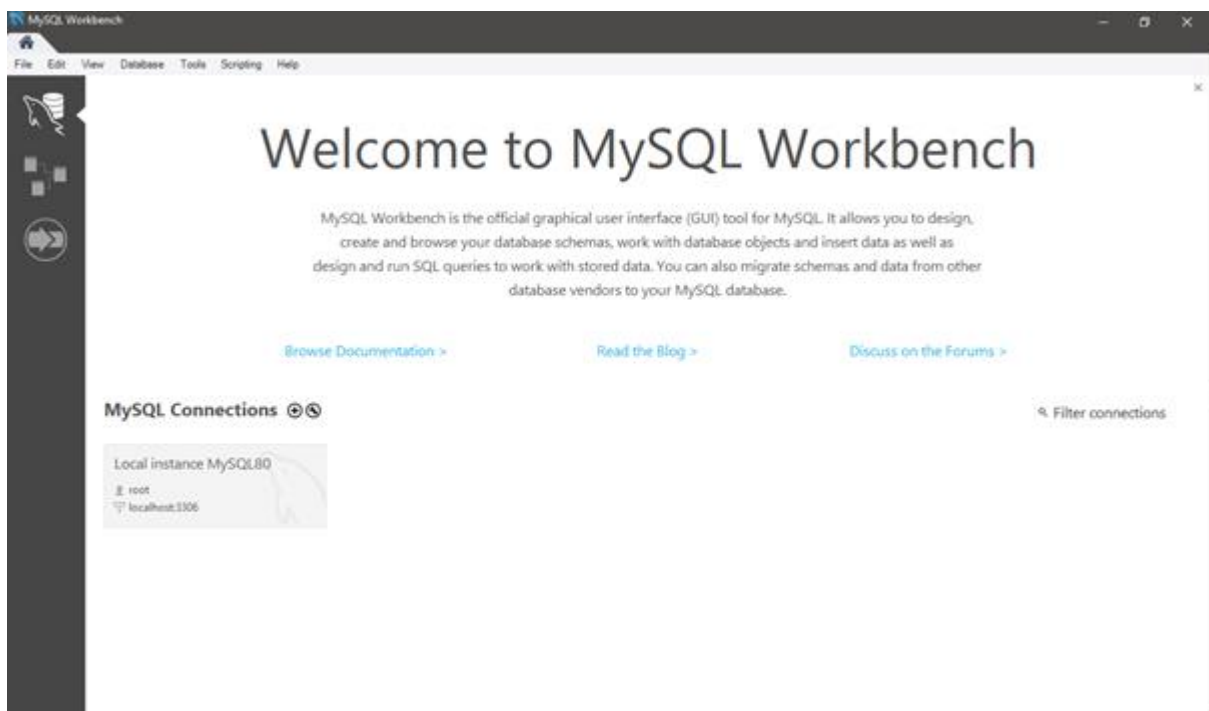 MySQL Workbench
File Edit View Database Tools Scripting Help
Welcome to MySQL Workbench
MySQL Workbench is the official graphical user interface (GUI) tool for MySQL. It allows you to design,
create and browse your database schemas, work with database objects and insert data as well as
design and run SQL queries to work with stored data. You can also migrate schemas and data from other
database vendors to your MySQL database.
Browse Documentation > Read the Blog > Discuss on the Forums >
MySQL Connections Filter connections
Local instance MySQL80
root
localhost:3306